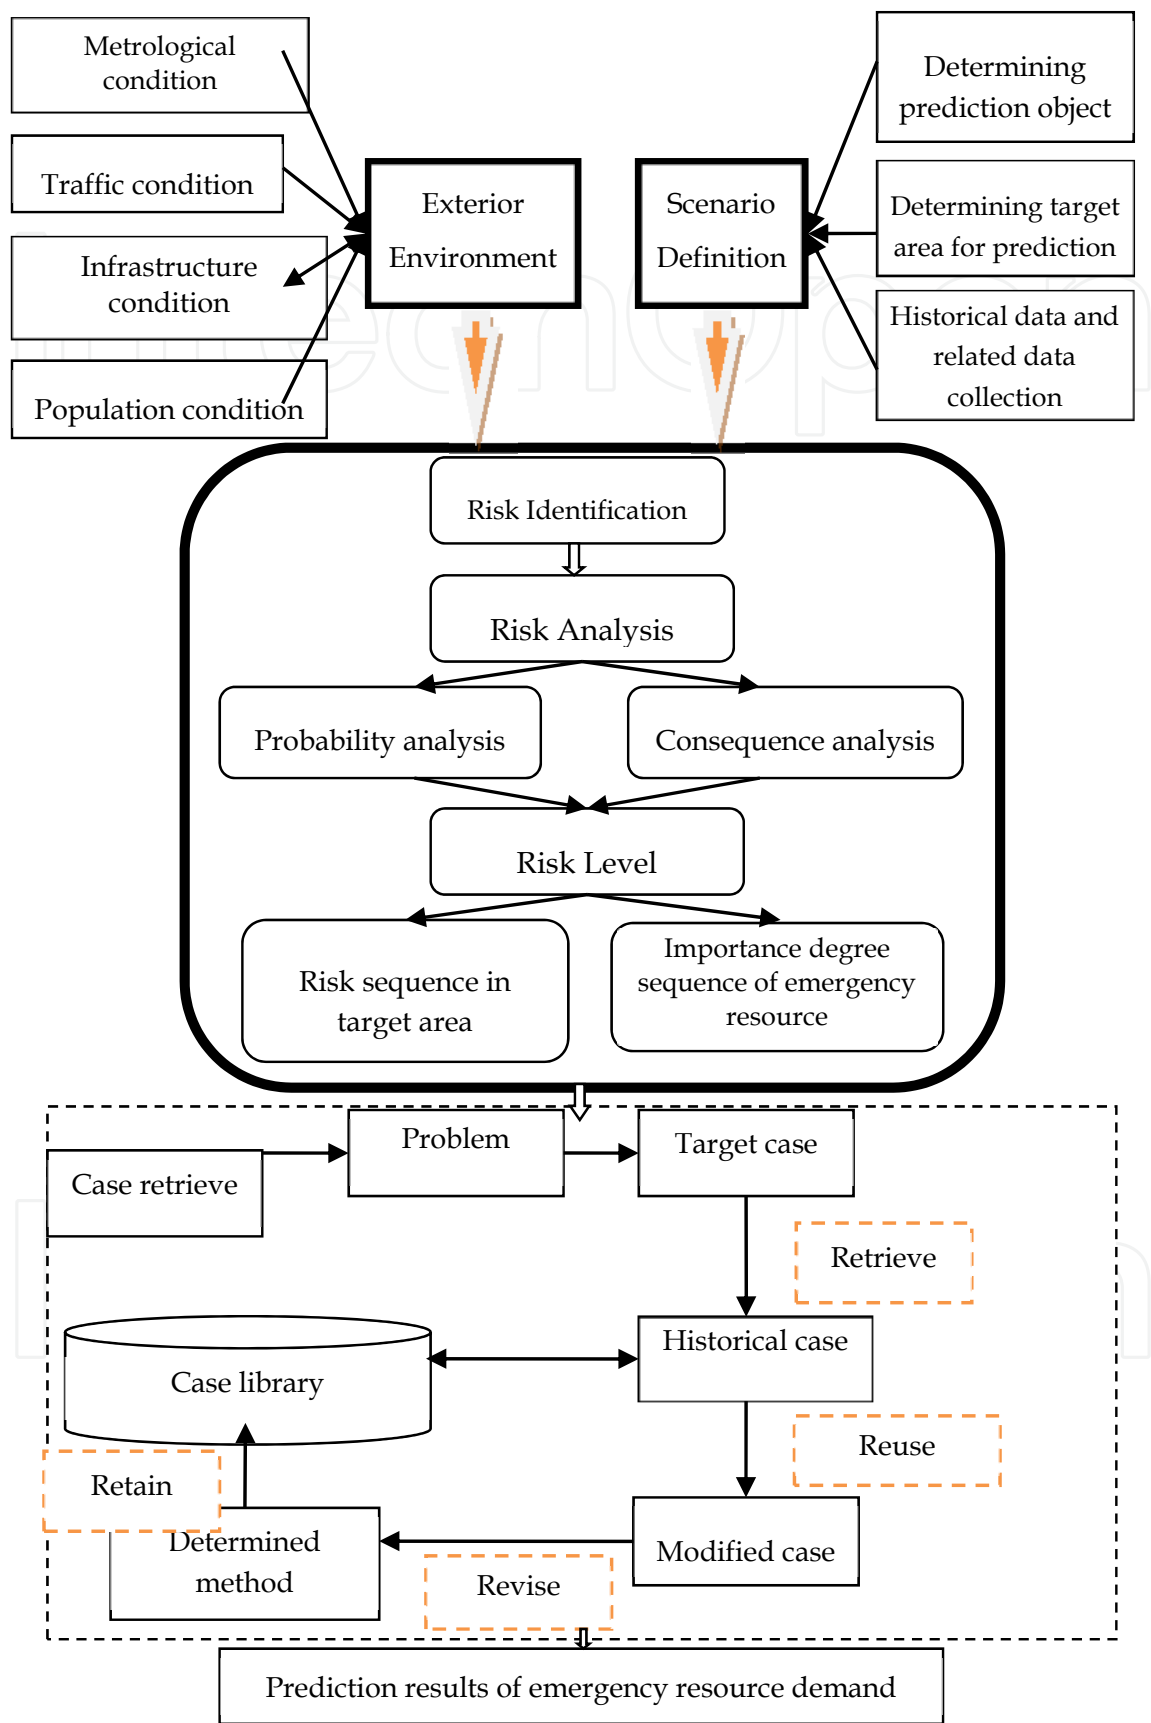 Metrological
condition
Traffic condition
Infrastructure
condition
Population condition
Exterior
Environment
Scenario
Definition
Determining
prediction object
Determining target
area for prediction
Historical data and
related data
collection
Risk Identification
Risk Analysis
Probability analysis
Consequence analysis
Risk Level
Risk sequence in
target area
Importance degree
sequence of emergency
resource
Case retrieve
Problem
Target case
Retrieve
Historical case
Case library
Reuse
Retain
Modified case
Determined
method
Revise
Prediction results of emergency resource demand